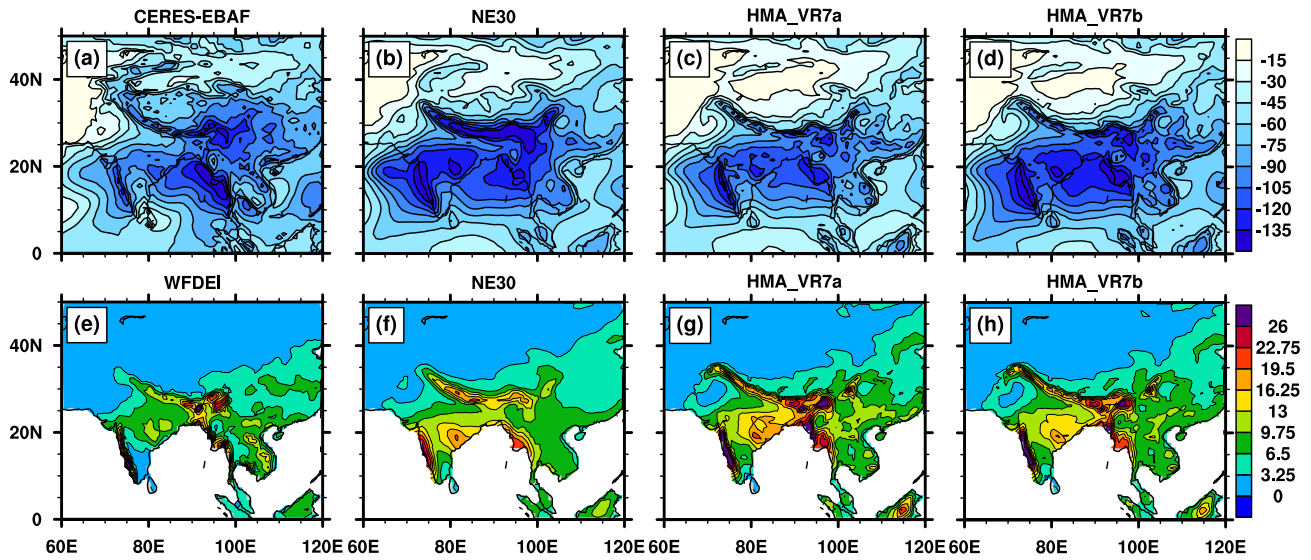 CERES-EBAF NE30 HMA_VR7a HMA_VR7b
(a) (b) (c) (d)
40N
20N
0
-15
-30
-45
-60
-75
-90
-105
-120
-135
WFDEI NE30 HMA_VR7a HMA_VR7b
(e) (f) (g) (h)
40N
20N
0
26
22.75
19.5
16.25
13
9.75
6.5
3.25
0
60E 80E 100E 120E 60E 80E 100E 120E 60E 80E 100E 120E 60E 80E 100E 120E